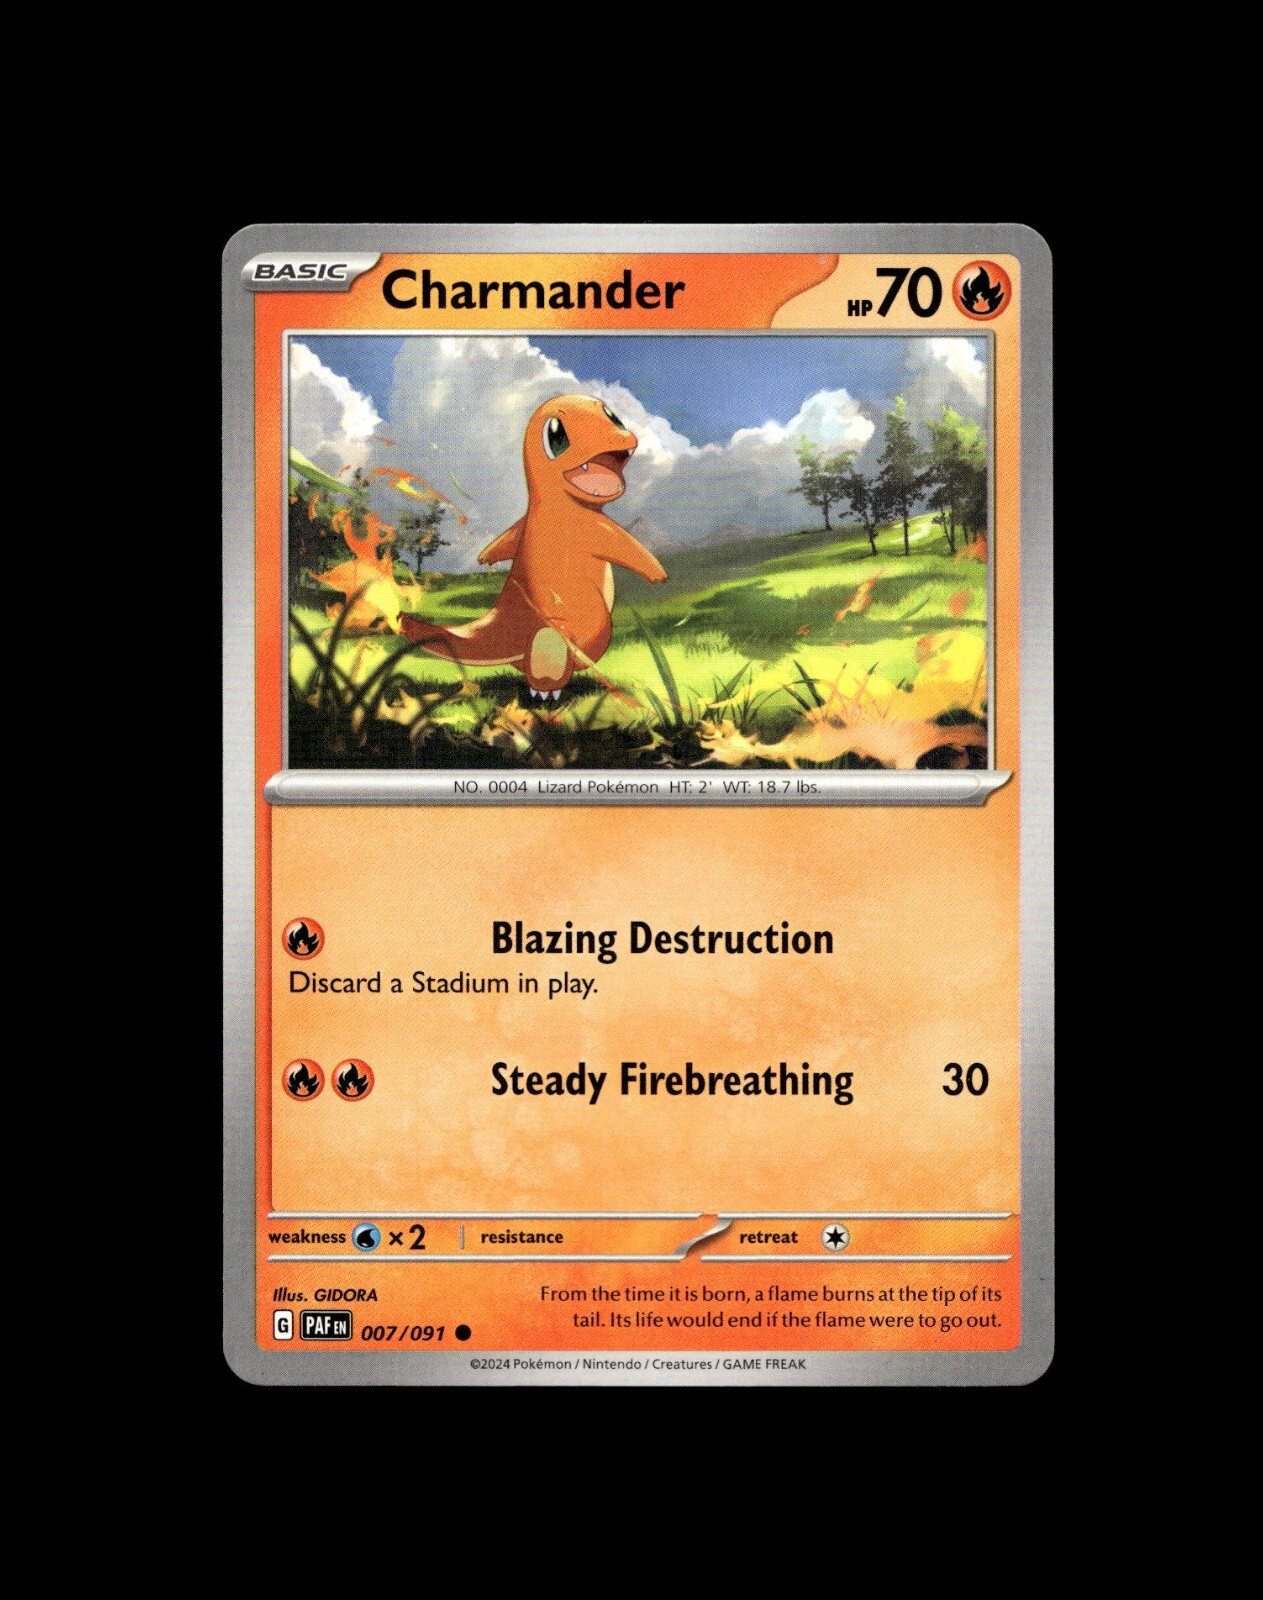 BASIC Charmander HP 70
NO. 0004 Lizard Pokémon HT: 2' WT: 18.7 lbs.
Blazing Destruction
Discard a Stadium in play.
Steady Firebreathing 30
weakness ×2 resistance retreat
Illus. GIDORA
From the time it is born, a flame burns at the tip of its
tail. Its life would end if the flame were to go out.
G PAF EN 007/091
©2024 Pokémon / Nintendo / Creatures / GAME FREAK